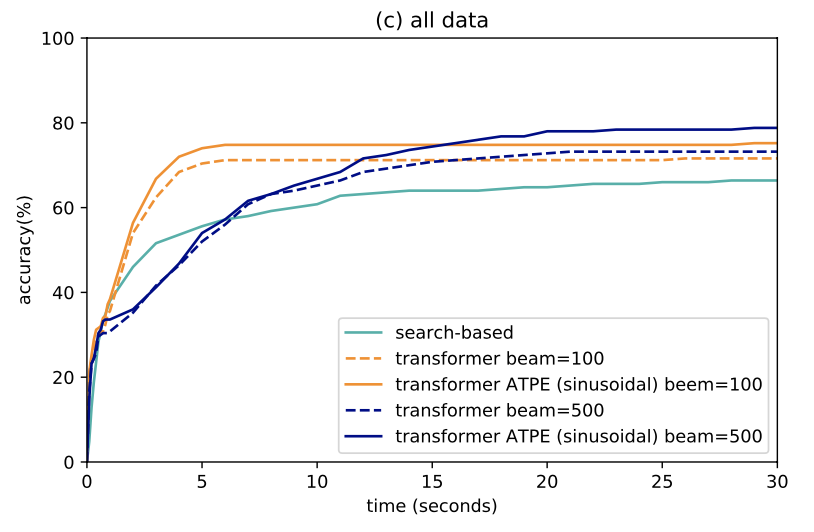 (c) all data
100
80
60
40
20
0
accuracy(%)
0 5 10 15 20 25 30
time (seconds)
search-based
transformer beam=100
transformer ATPE (sinusoidal) beem=100
transformer beam=500
transformer ATPE (sinusoidal) beam=500